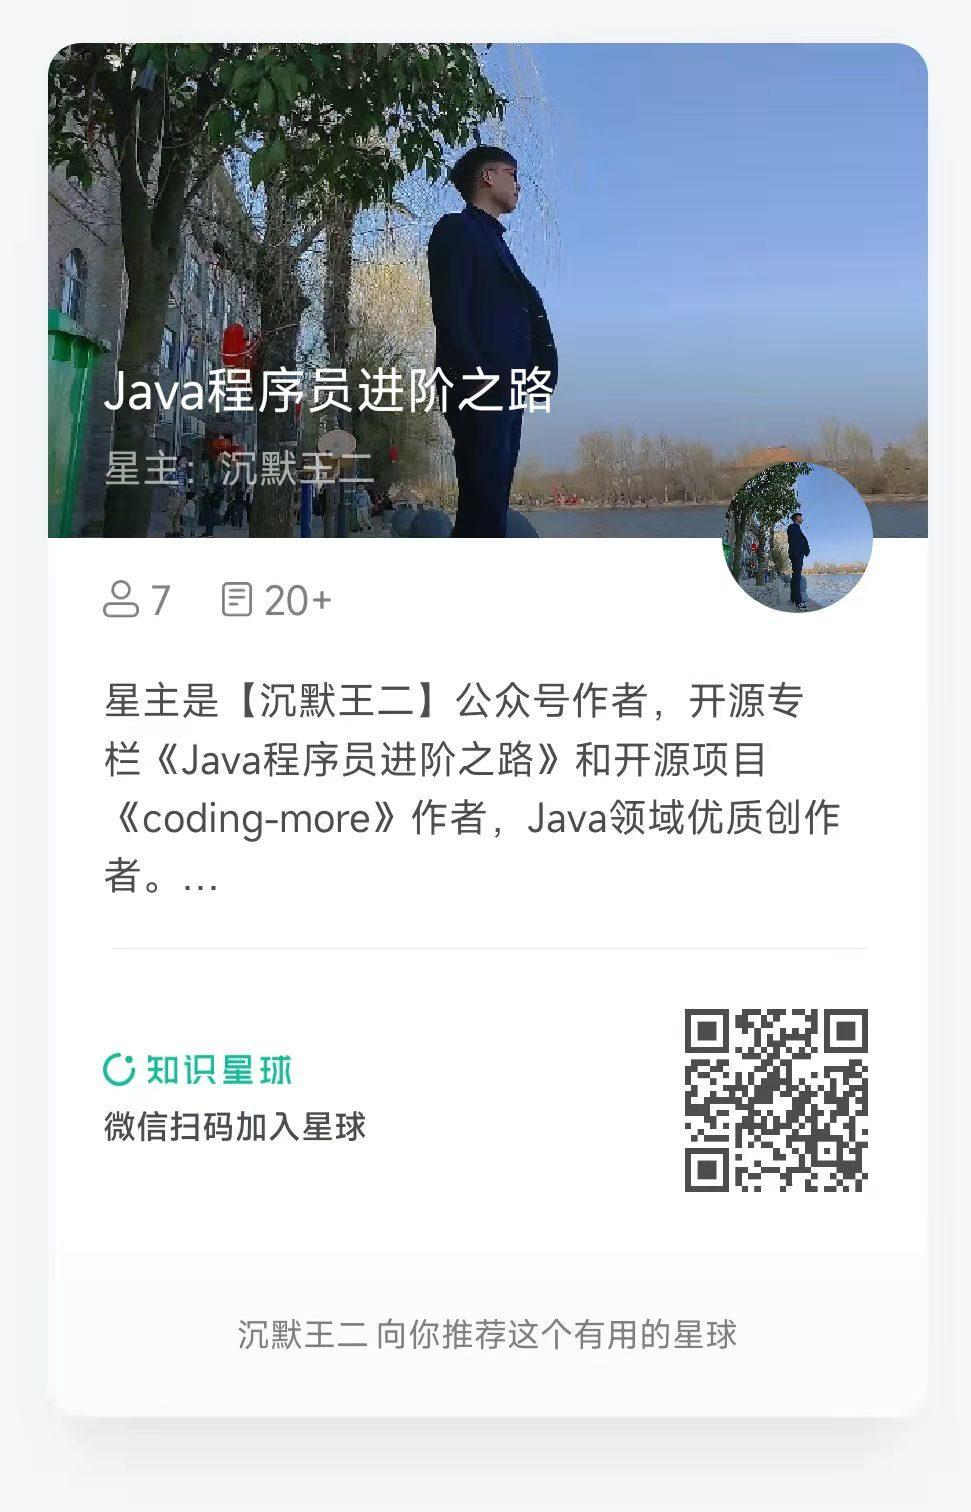 Java程序员进阶之路
星主：沉默王二
7 20+
星主是【沉默王二】公众号作者，开源专
栏《Java程序员进阶之路》和开源项目
《coding-more》作者，Java领域优质创作
者。...
知识星球
微信扫码加入星球
沉默王二 向你推荐这个有用的星球